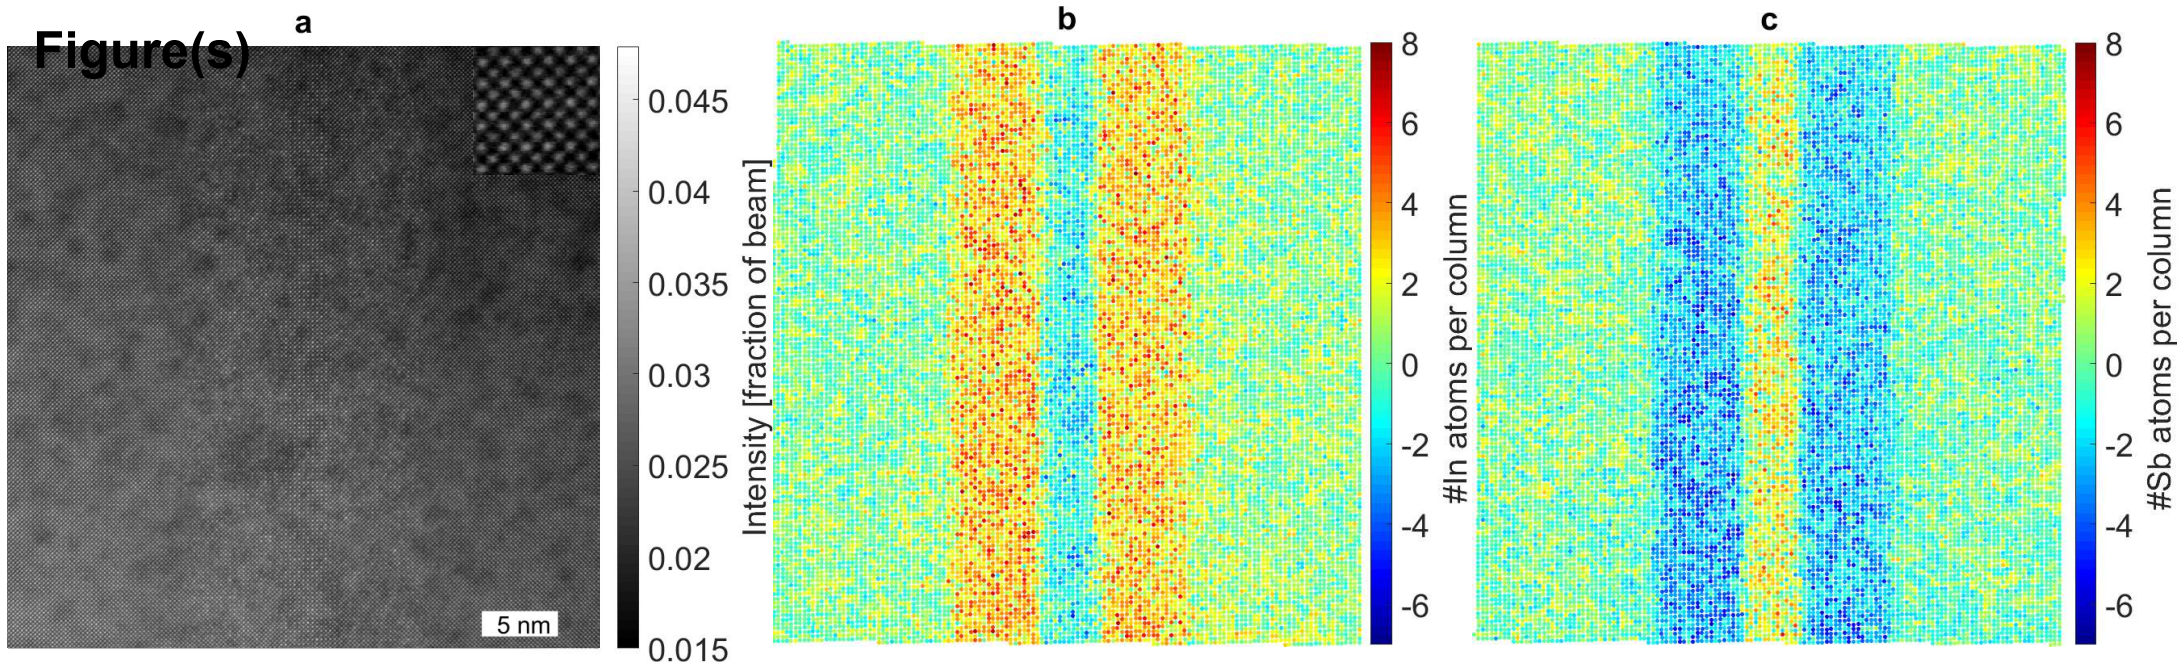 a
b
c
Figure(s)
0.045
0.04
0.035
0.03
0.025
0.02
0.015
Intensity [fraction of beam]
5 nm
8
6
4
2
0
-2
-4
-6
#In atoms per column
8
6
4
2
0
-2
-4
-6
#Sb atoms per column